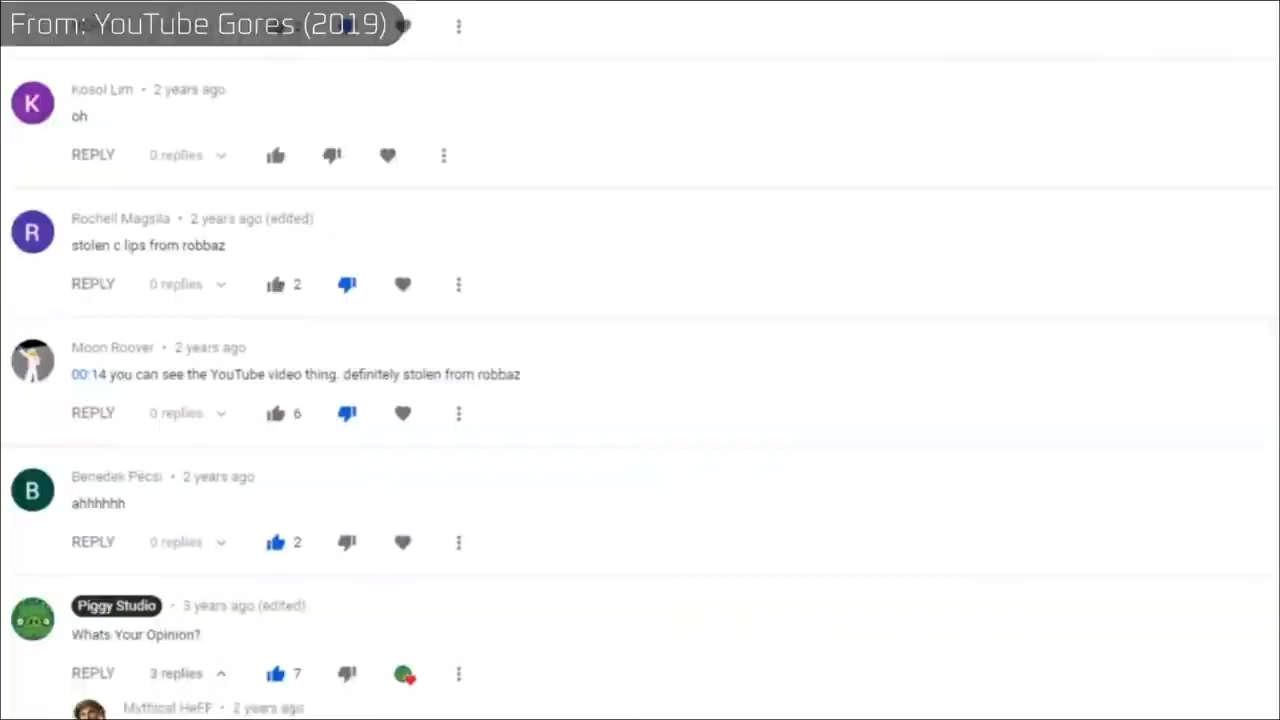 From: YouTube Gores (2019)
K
Kosol Lim • 2 years ago
oh
REPLY 0 replies
R
Rochell Magsila • 2 years ago (edited)
stolen c lips from robbaz
REPLY 0 replies 2
Moon Roover • 2 years ago
00:14 you can see the YouTube video thing. definitely stolen from robbaz
REPLY 0 replies 6
B
Benedek Pécsi • 2 years ago
ahhhhhh
REPLY 0 replies 2
Piggy Studio • 3 years ago (edited)
Whats Your Opinion?
REPLY 3 replies 7
Mythical HeFF • 2 years ago